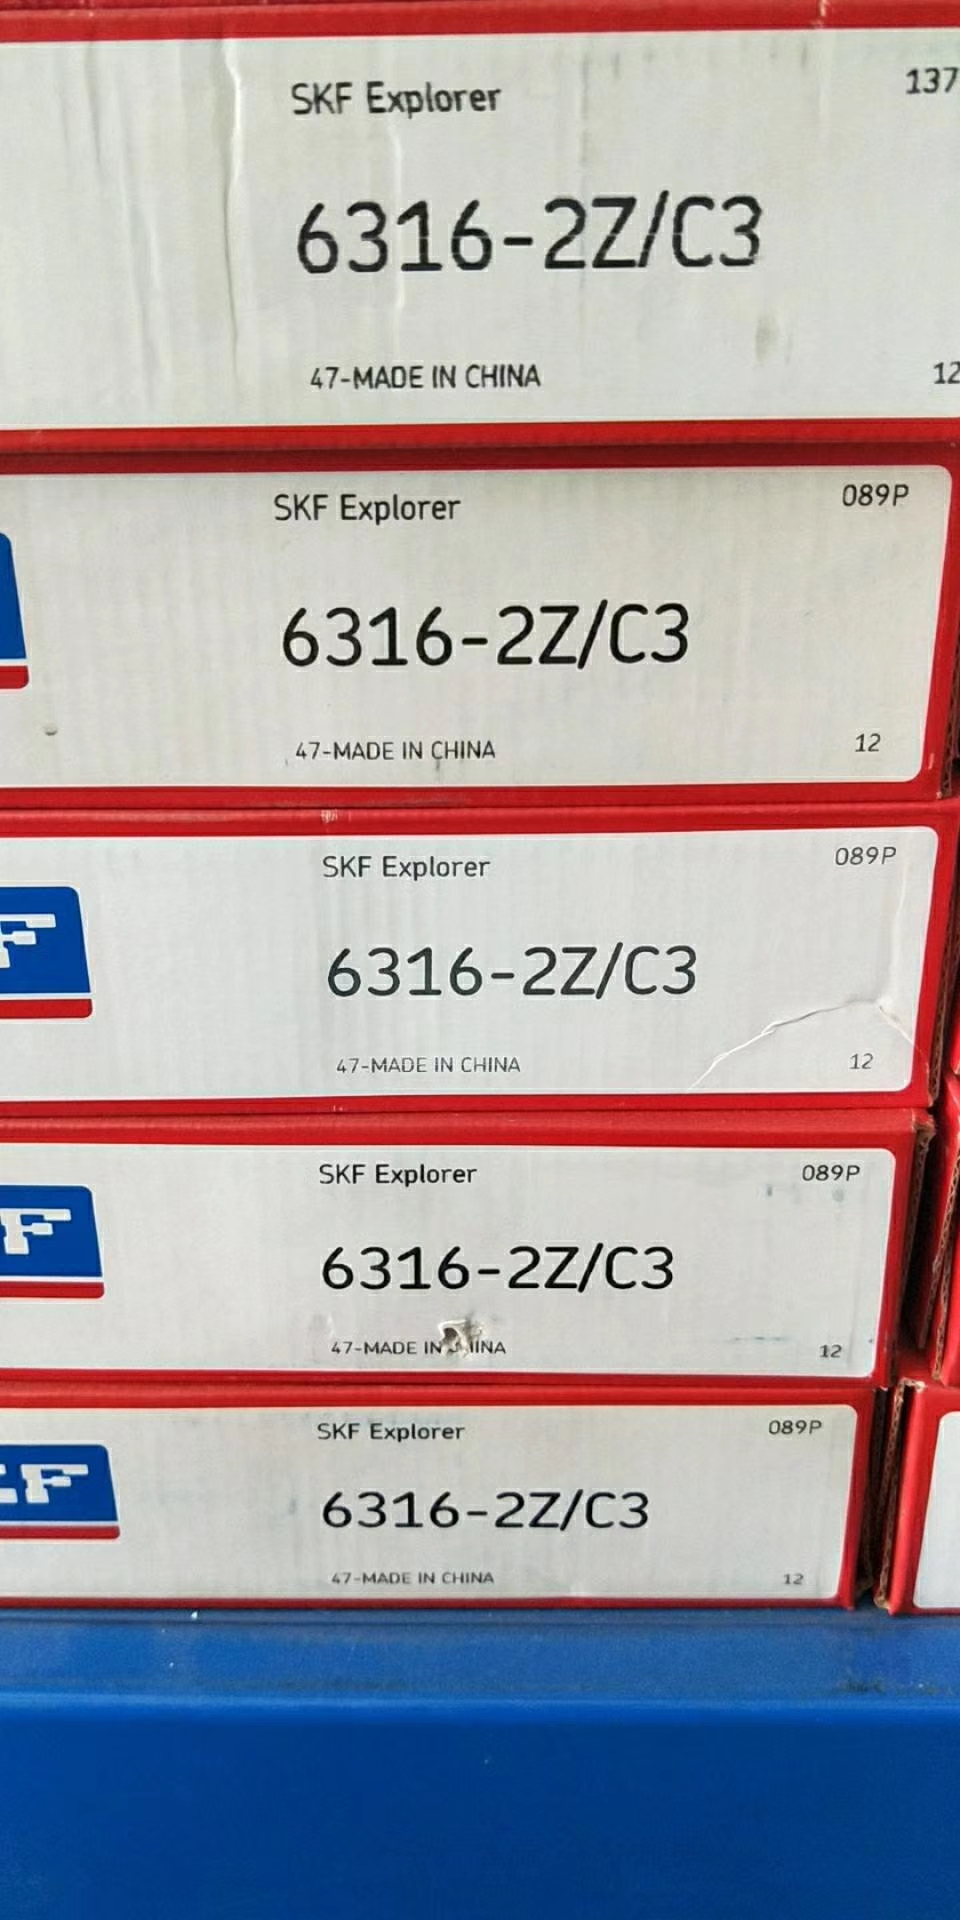 SKF Explorer
137
6316-2Z/C3
47-MADE IN CHINA
12
SKF Explorer
089P
6316-2Z/C3
47-MADE IN CHINA
12
SKF Explorer
089P
F
6316-2Z/C3
47-MADE IN CHINA
12
SKF Explorer
089P
F
6316-2Z/C3
47-MADE IN
12
SKF Explorer
089P
KF
6316-2Z/C3
47-MADE IN CHINA
12